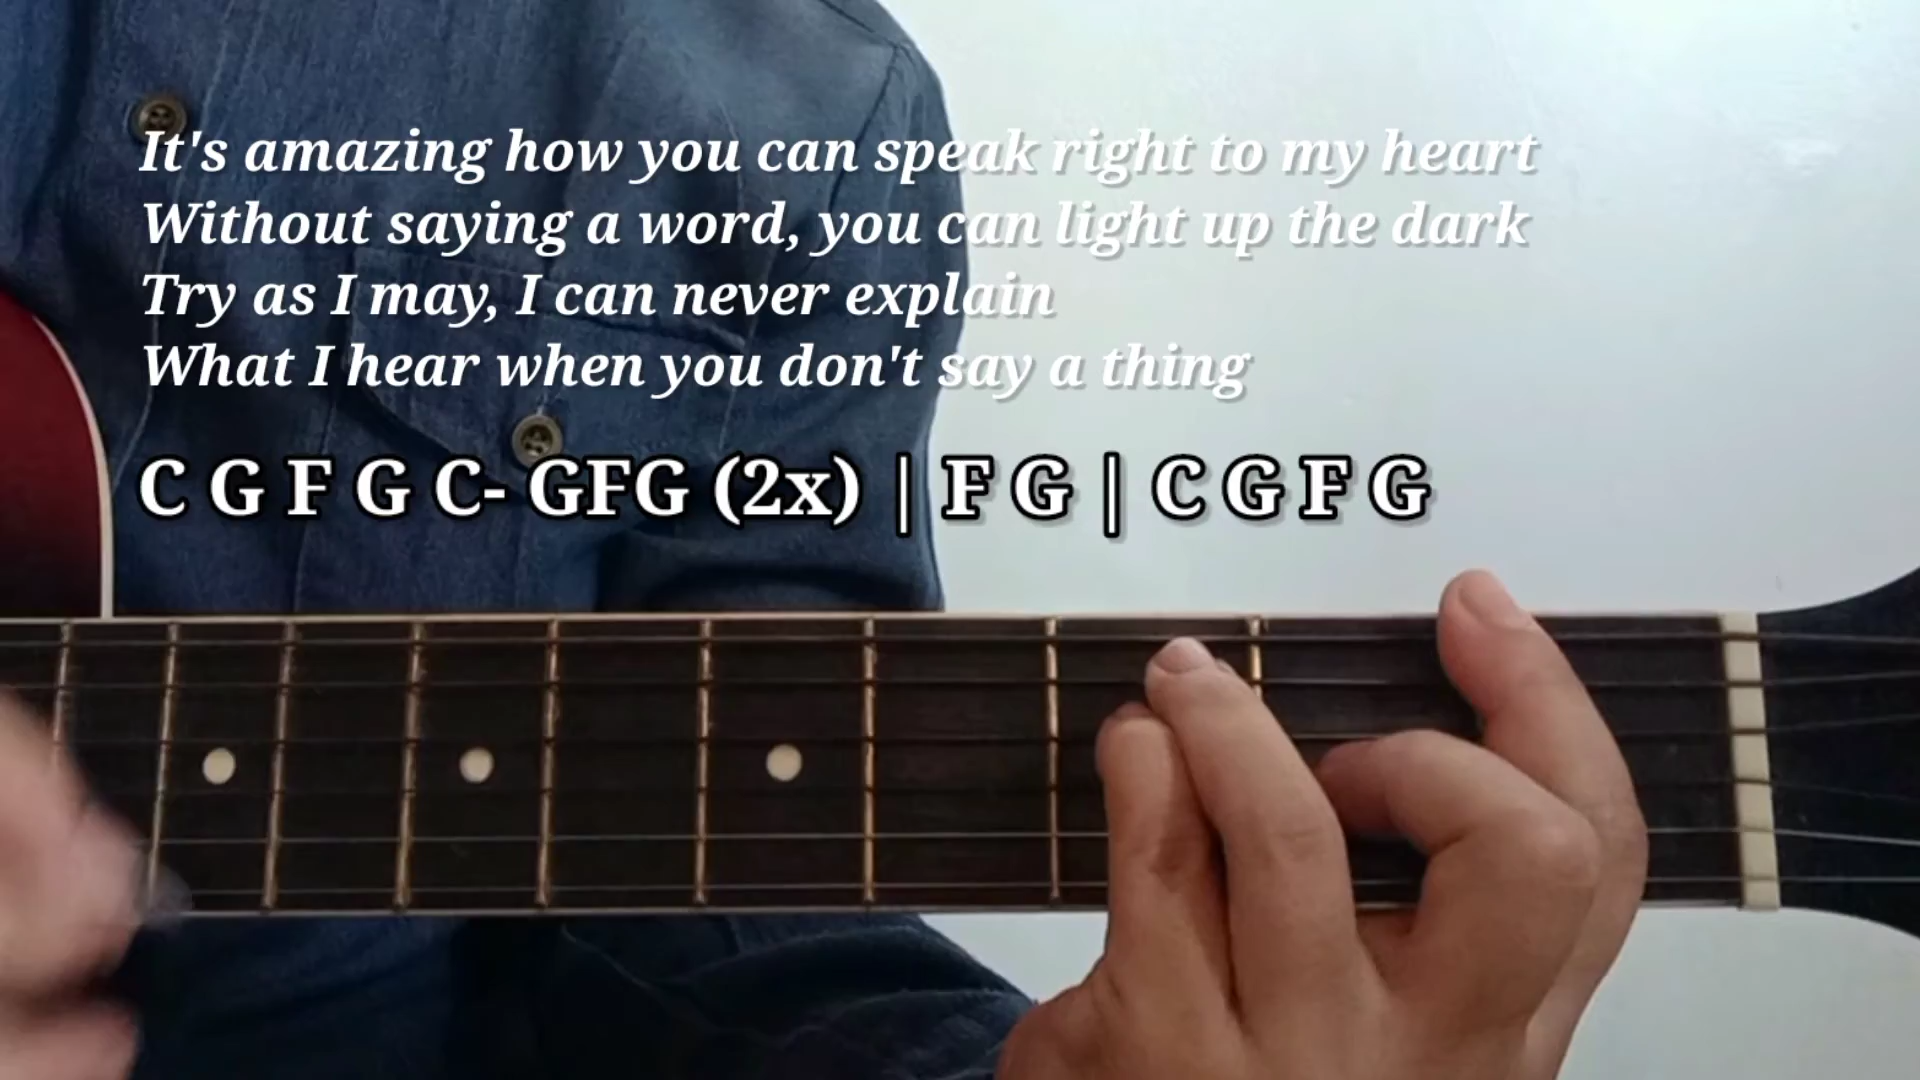 It's amazing how you can speak right to my heart
Without saying a word, you can light up the dark
Try as I may, I can never explain
What I hear when you don't say a thing
C G F G C- GFG (2x) | F G | C G F G